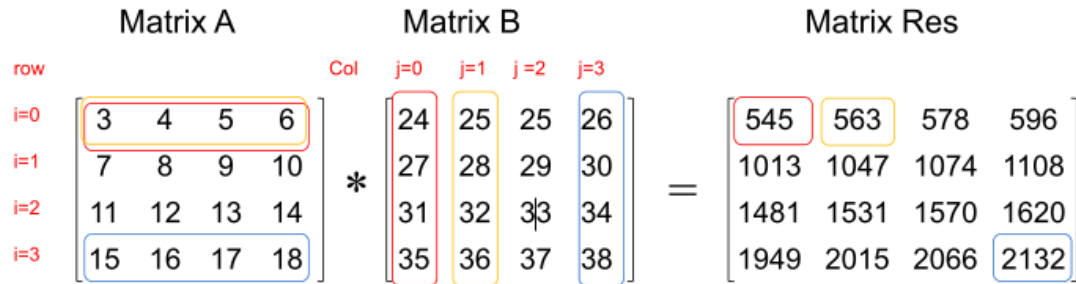 Matrix A Matrix B Matrix Res
row Col j=0 j=1 j =2 j=3
i=0 3 4 5 6 24 25 25 26 545 563 578 596
i=1 7 8 9 10 * 27 28 29 30 = 1013 1047 1074 1108
i=2 11 12 13 14 31 32 33 34 1481 1531 1570 1620
i=3 15 16 17 18 35 36 37 38 1949 2015 2066 2132